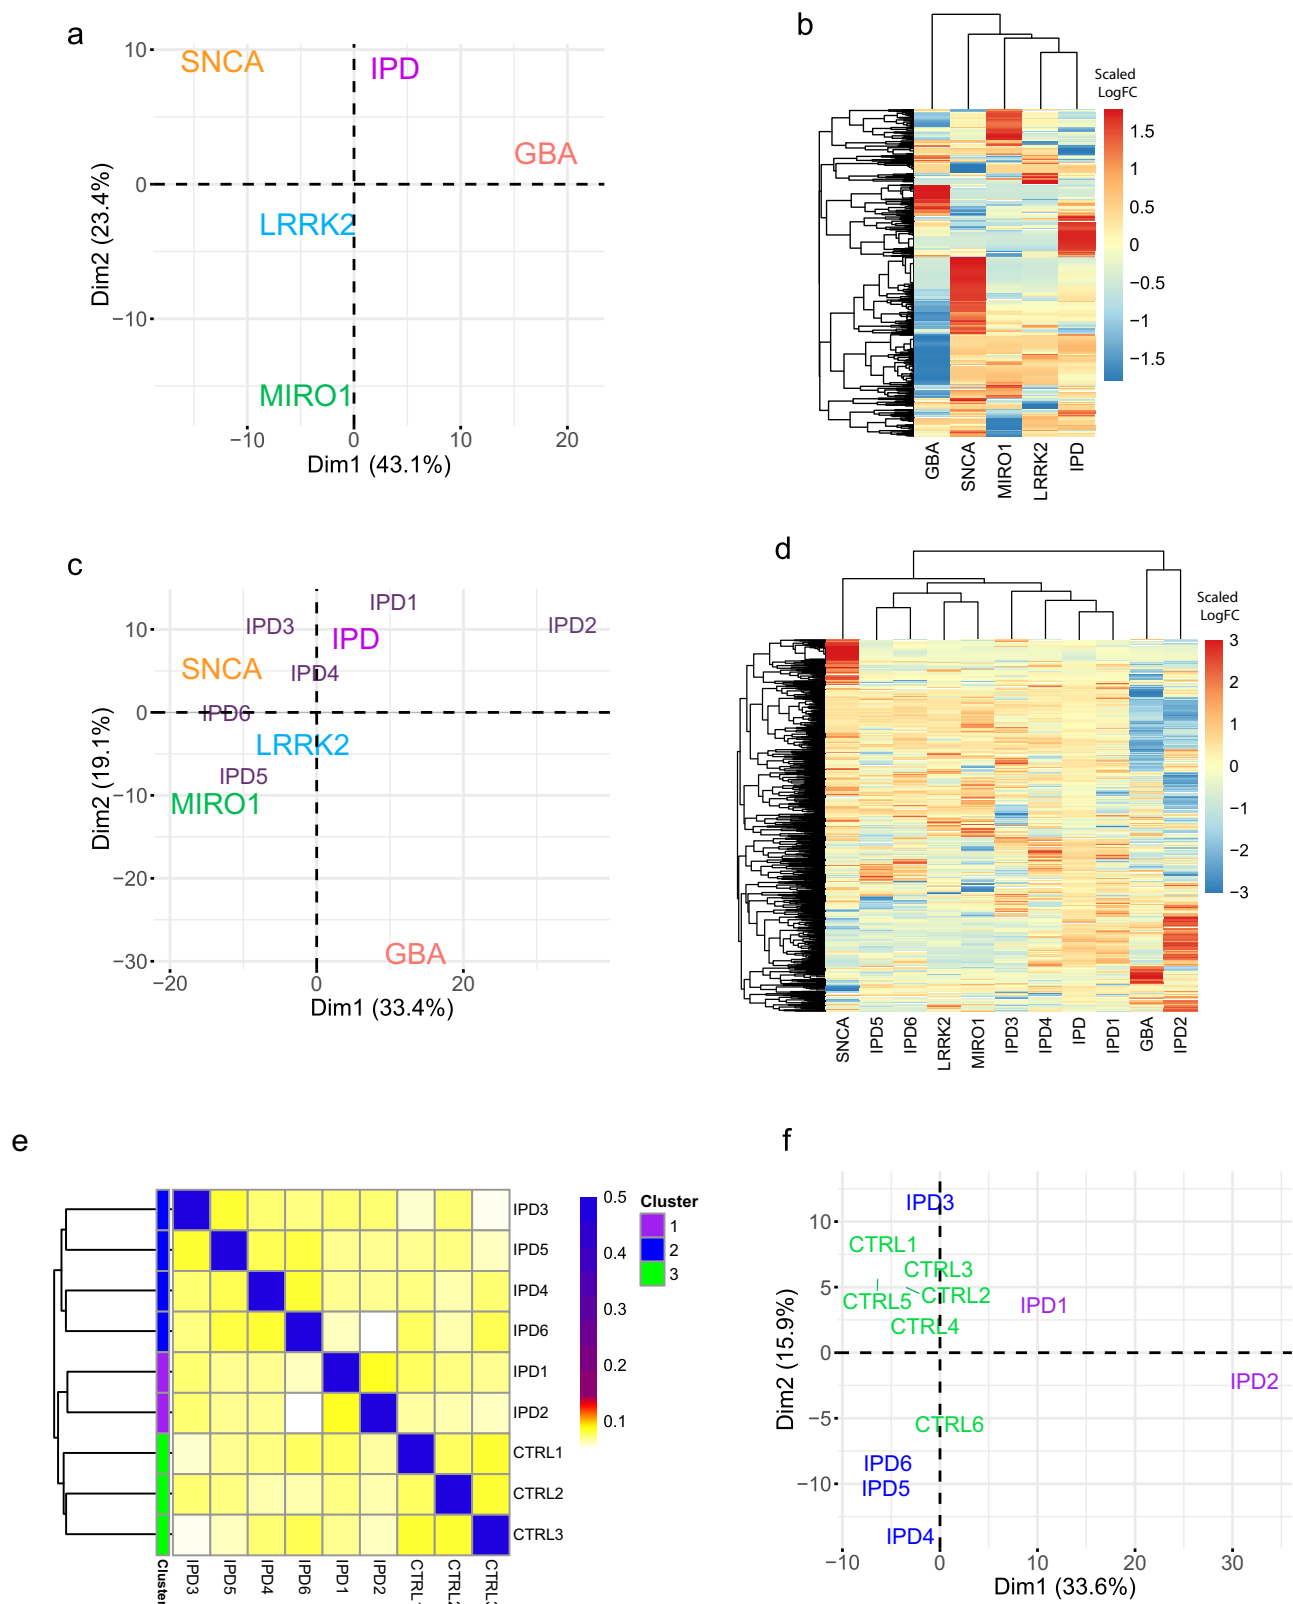 a
10
0
−10
−10
0
10
20
Dim2 (23.4%)
Dim1 (43.1%)
SNCA
IPD
GBA
LRRK2
MIRO1
b
Scaled
LogFC
1.5
1
0.5
0
−0.5
−1
−1.5
GBA
SNCA
MIRO1
LRRK2
IPD
c
10
0
−10
−20
−30
−20
0
20
Dim2 (19.1%)
Dim1 (33.4%)
IPD1
IPD3
IPD2
IPD
SNCA
IPD4
IPD6
LRRK2
IPD5
MIRO1
GBA
d
Scaled
LogFC
3
2
1
0
−1
−2
−3
SNCA
IPD5
IPD6
LRRK2
MIRO1
IPD3
IPD4
IPD
IPD1
GBA
IPD2
e
IPD3
IPD5
IPD4
IPD6
IPD1
IPD2
CTRL1
CTRL2
CTRL3
Cluster
IPD3
IPD5
IPD4
IPD6
IPD1
IPD2
0.5
0.4
0.3
0.2
0.1
Cluster
1
2
3
f
10
5
0
−5
−10
−10
0
10
20
30
Dim2 (15.9%)
Dim1 (33.6%)
IPD3
CTRL1
CTRL3
CTRL5
CTRL2
IPD1
CTRL4
IPD2
CTRL6
IPD6
IPD5
IPD4